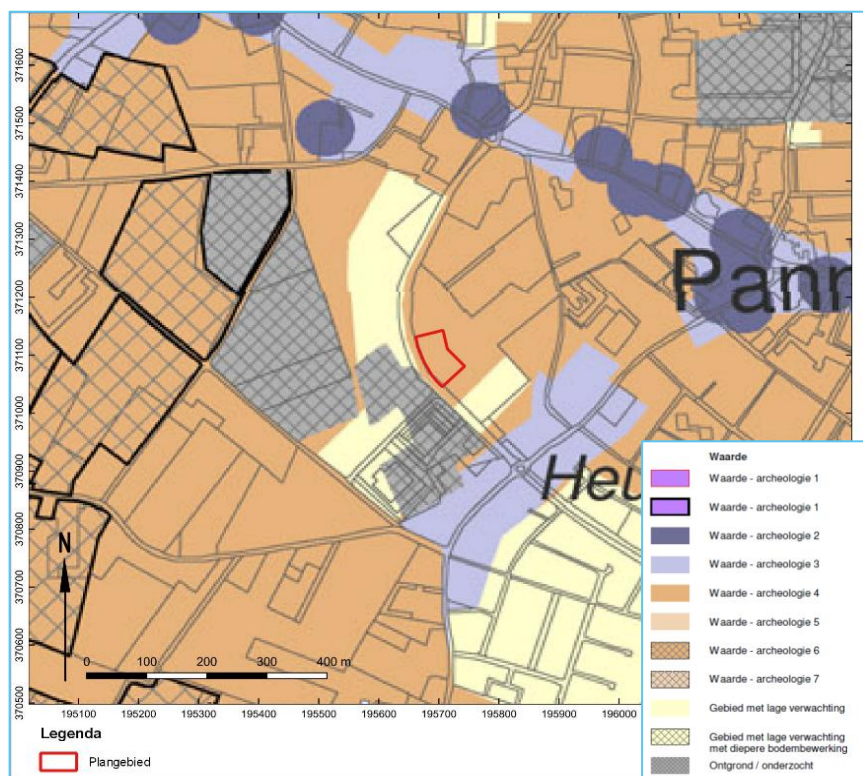 371600
371500
371400
371300
371200
371100
371000
370900
370800
370700
370600
370500
Pann
Heu
N
0 100 200 300 400 m
195100 195200 195300 195400 195500 195600 195700 195800 195900 196000
Legenda
Plangebied
Waarde
Waarde - archeologie 1
Waarde - archeologie 1
Waarde - archeologie 2
Waarde - archeologie 3
Waarde - archeologie 4
Waarde - archeologie 5
Waarde - archeologie 6
Waarde - archeologie 7
Gebied met lage verwachting
Gebied met lage verwachting
met diepere bodembewerking
Ontgrond / onderzocht